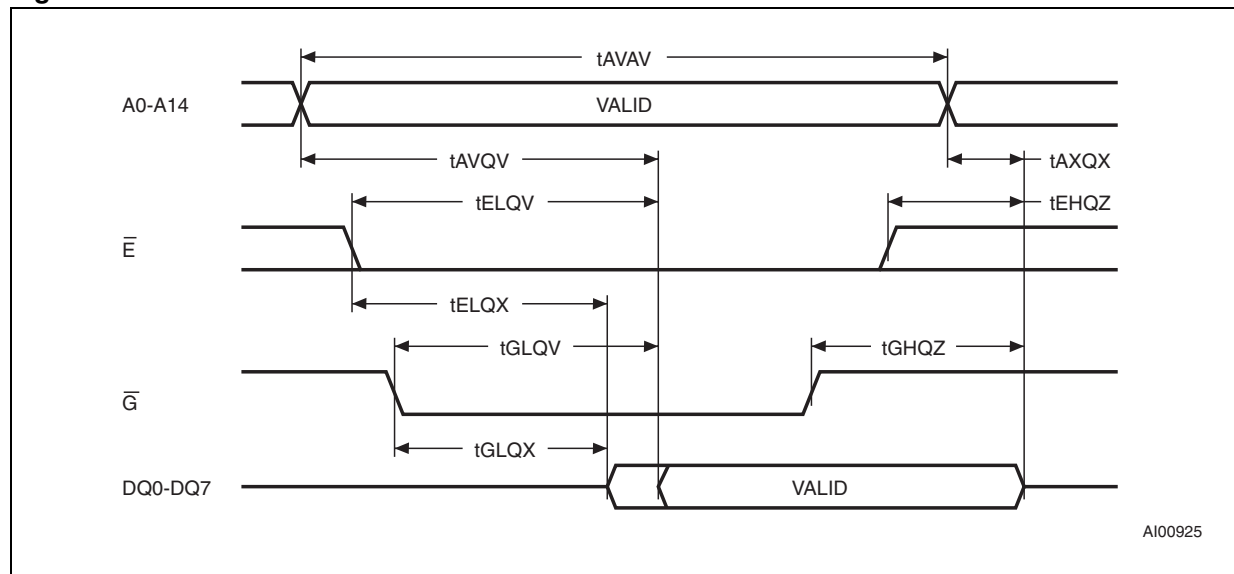 tAVAV
A0-A14
VALID
tAVQV
tAXQX
tELQV
tEHQZ
E̅
tELQX
tGLQV
tGHQZ
G̅
tGLQX
DQ0-DQ7
VALID
AI00925